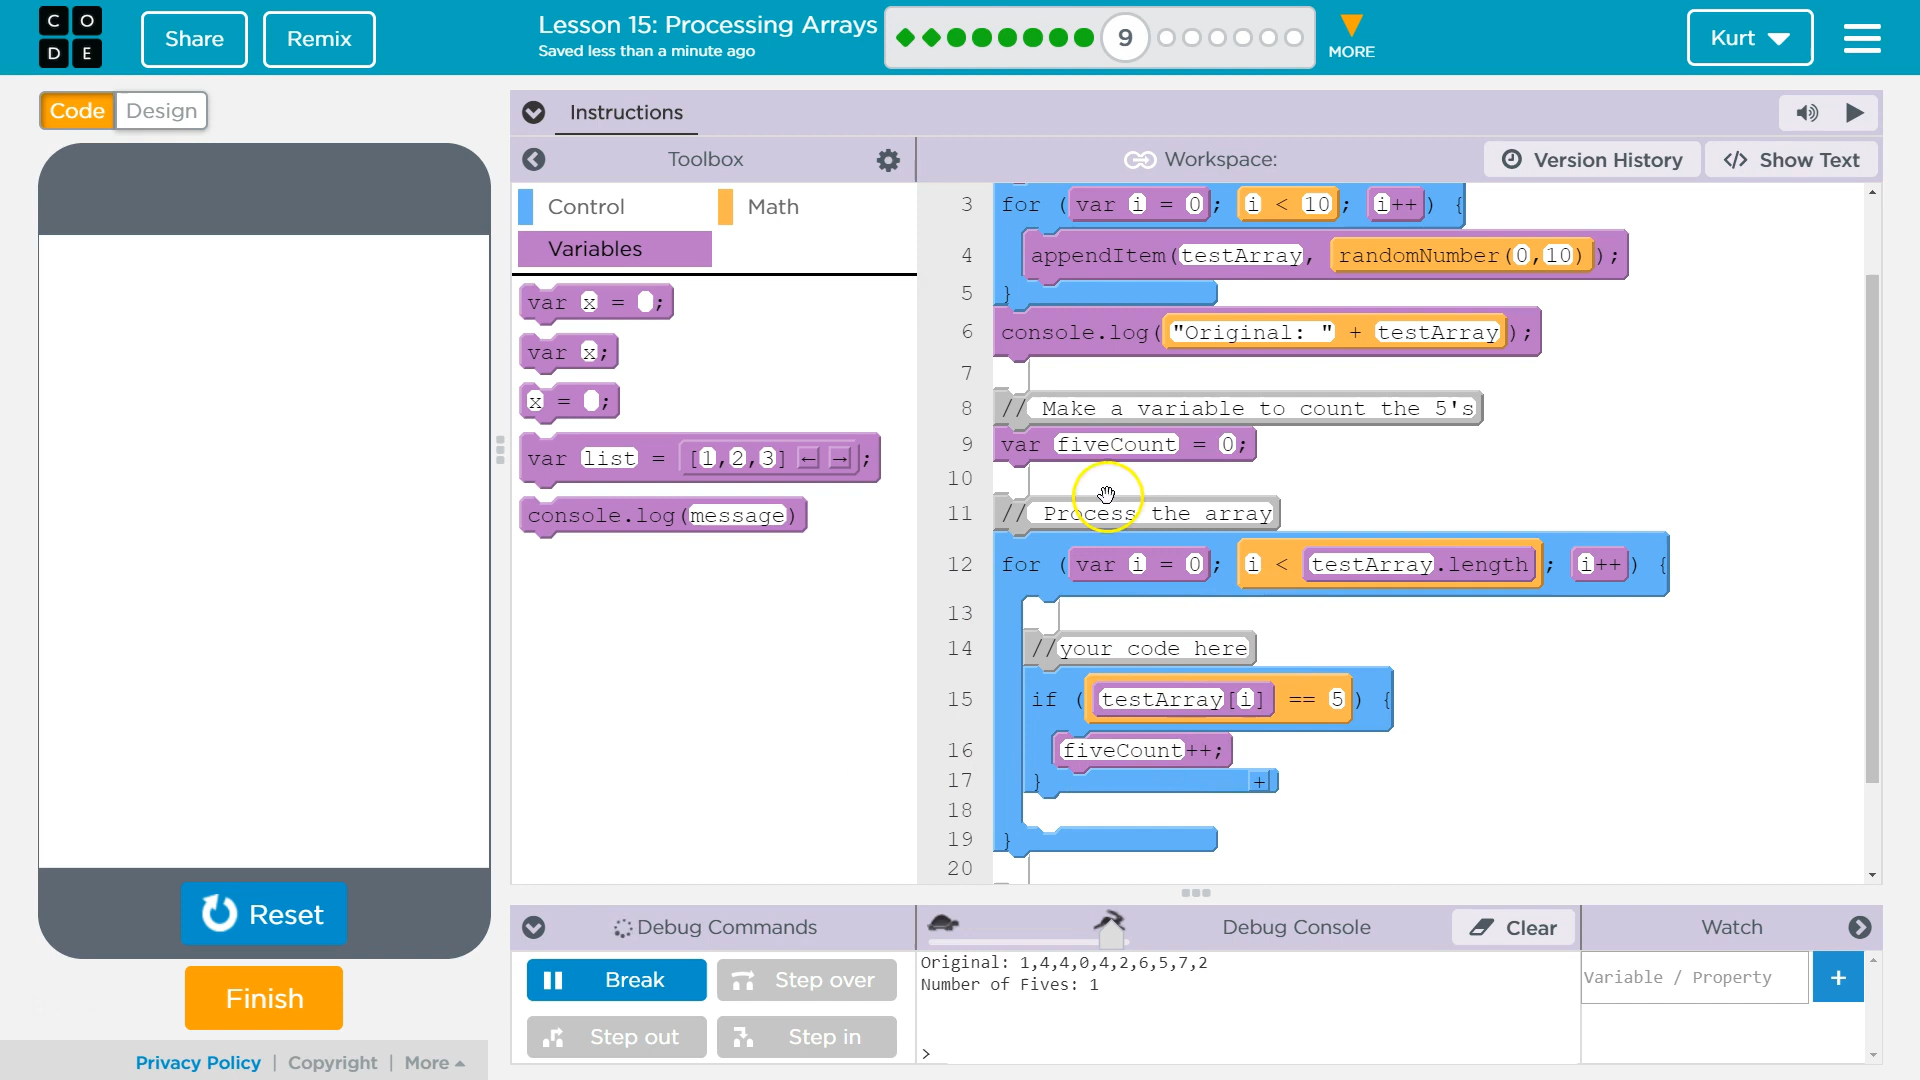 CODE
Share
Remix
Lesson 15: Processing Arrays
Saved less than a minute ago
9
MORE
Kurt
Code
Design
Instructions
Toolbox
Workspace:
Version History
</> Show Text
Control
Math
Variables
var x = ;
var x;
x = ;
var list = [1,2,3] ← → ;
console.log(message)
3 for (var i = 0; i < 10; i++) {
4 appendItem(testArray, randomNumber(0,10));
5 }
6 console.log("Original: " + testArray);
7
8 // Make a variable to count the 5's
9 var fiveCount = 0;
10
11 // Process the array
12 for (var i = 0; i < testArray.length; i++) {
13
14 //your code here
15 if (testArray[i] == 5) {
16 fiveCount++;
17 } +
18
19 }
20
Reset
Finish
Debug Commands
Break
Step over
Step out
Step in
Debug Console
Clear
Original: 1,4,4,0,4,2,6,5,7,2
Number of Fives: 1
>
Watch
Variable / Property
+
Privacy Policy | Copyright | More